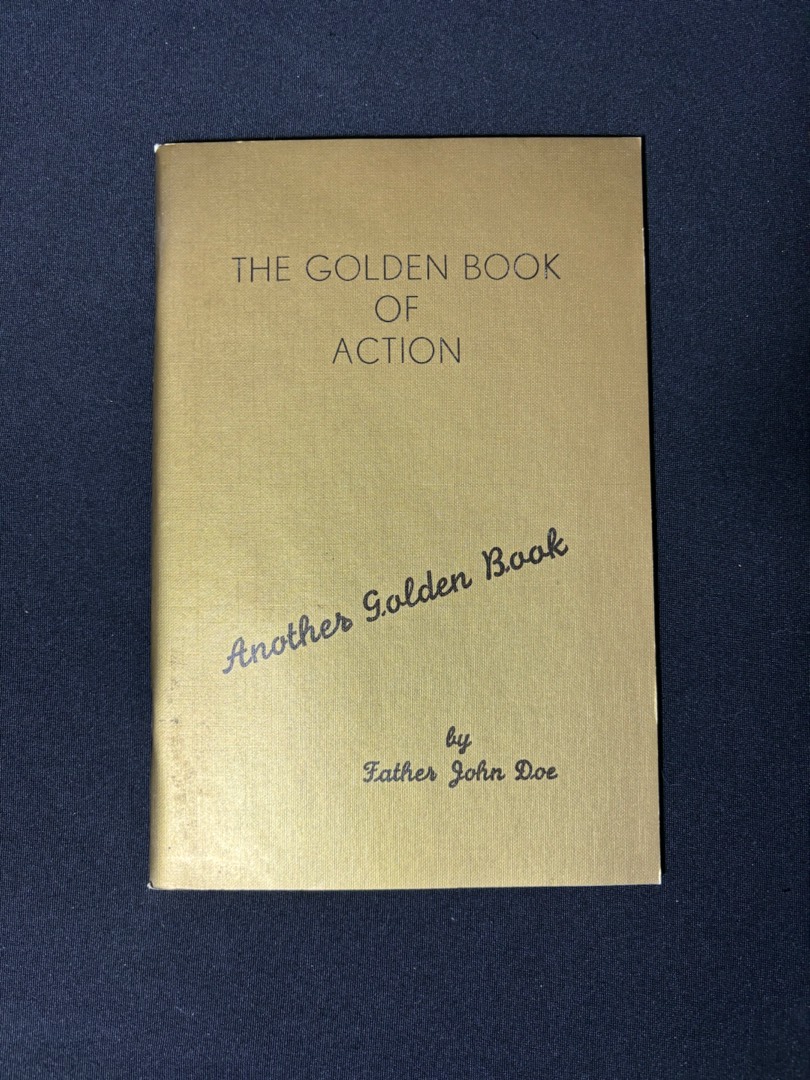 THE GOLDEN BOOK
OF
ACTION
Another Golden Book
by
Father John Doe